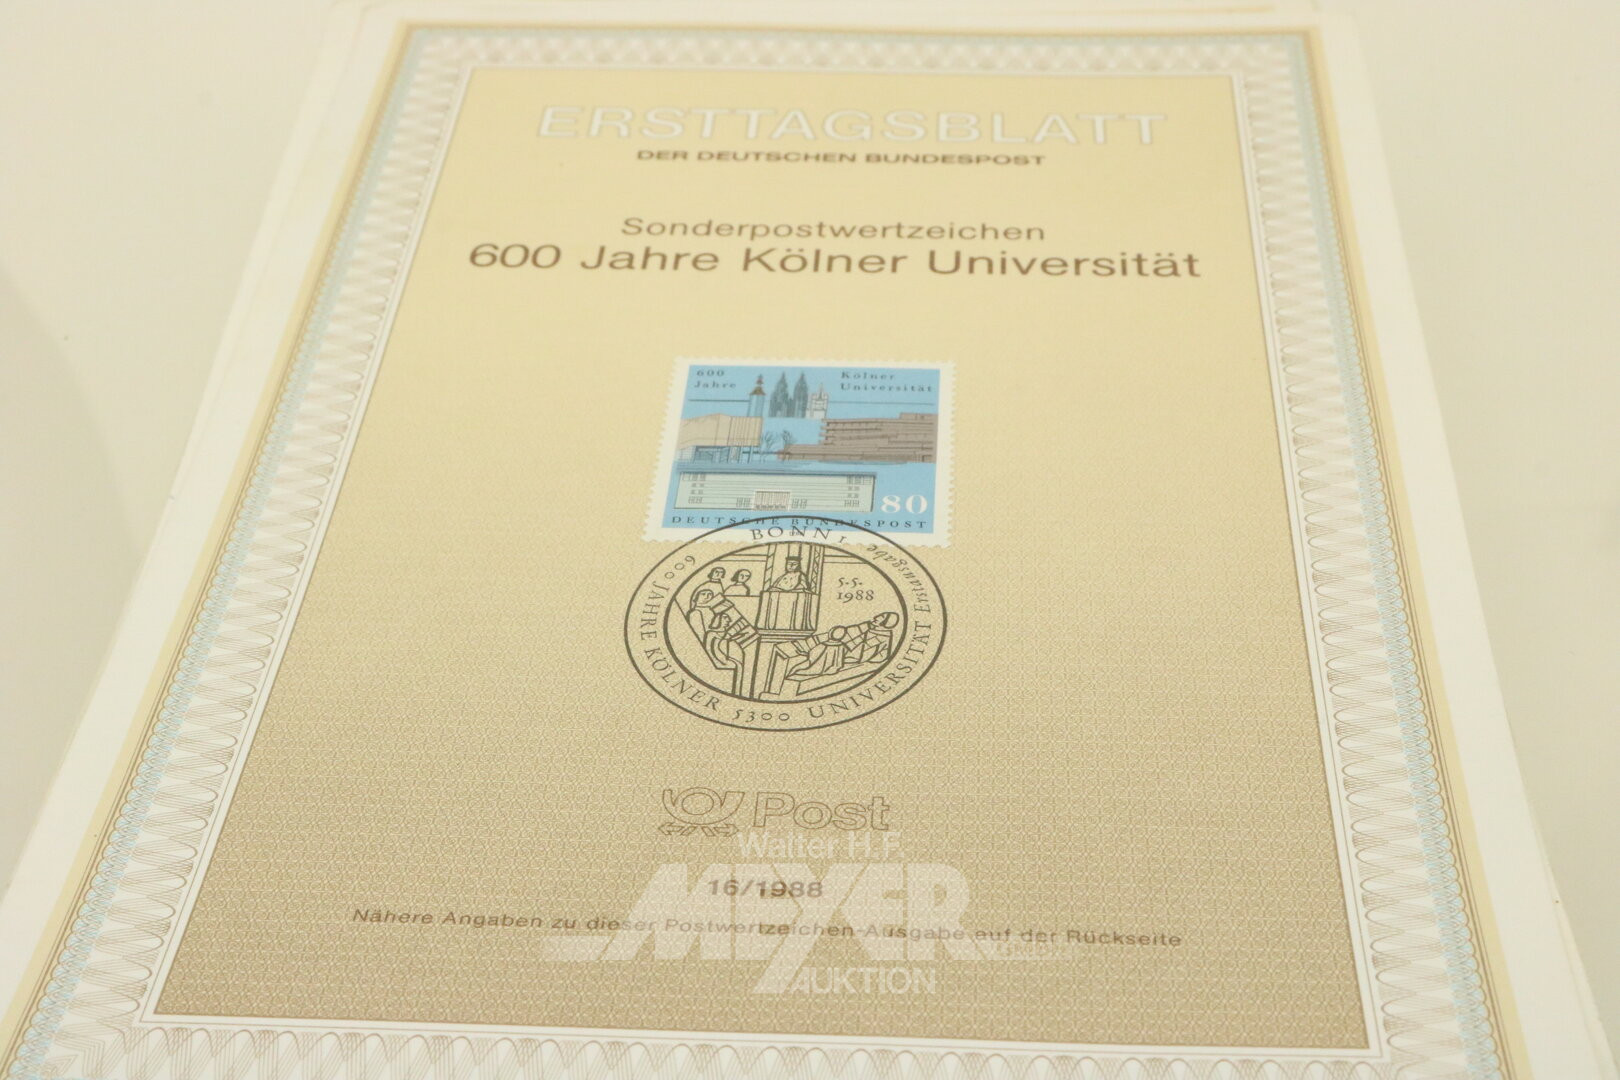 ERSTTAGSBLATT
DER DEUTSCHEN BUNDESPOST
Sonderpostwertzeichen
600 Jahre Kölner Universität
600 Jahre
Kölner Universität
80
DEUTSCHE BUNDESPOST
BONN 1
Erstausgabe
5.5.
1988
600 JAHRE KÖLNER UNIVERSITÄT
5300
Post
Walter H.F.
MEYER
AUKTION
16/1988
Nähere Angaben zu dieser Postwertzeichen-Ausgabe auf der Rückseite